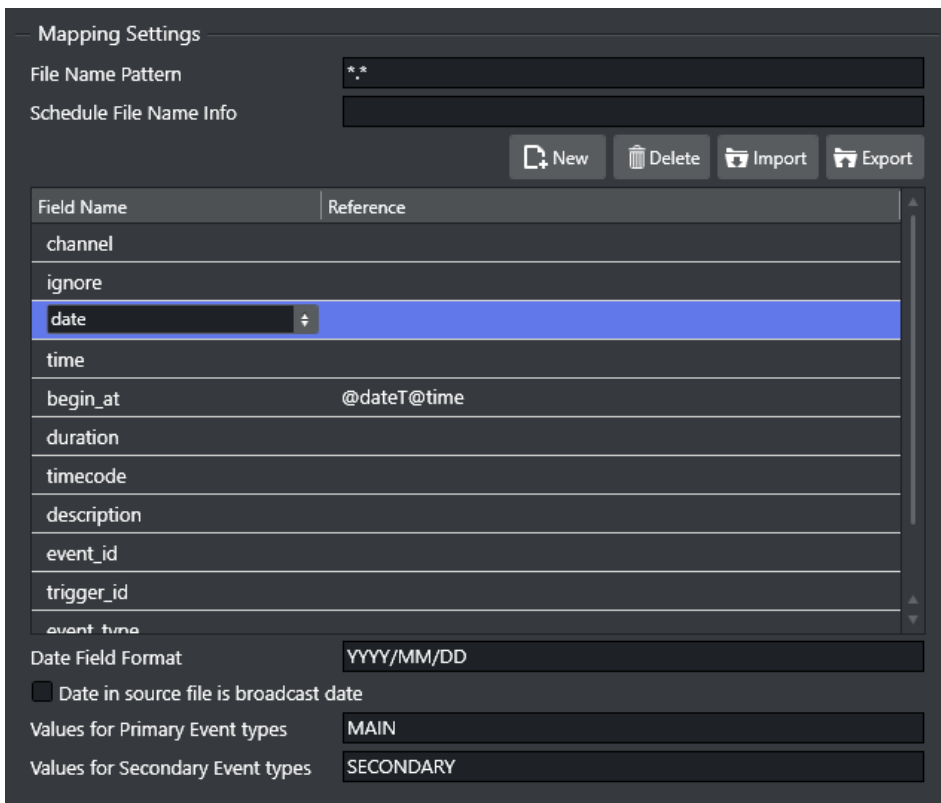 Mapping Settings
File Name Pattern *.*
Schedule File Name Info
New Delete Import Export
Field Name Reference
channel
ignore
date
time
begin_at @dateT@time
duration
timecode
description
event_id
trigger_id
event_type
Date Field Format YYYY/MM/DD
Date in source file is broadcast date
Values for Primary Event types MAIN
Values for Secondary Event types SECONDARY